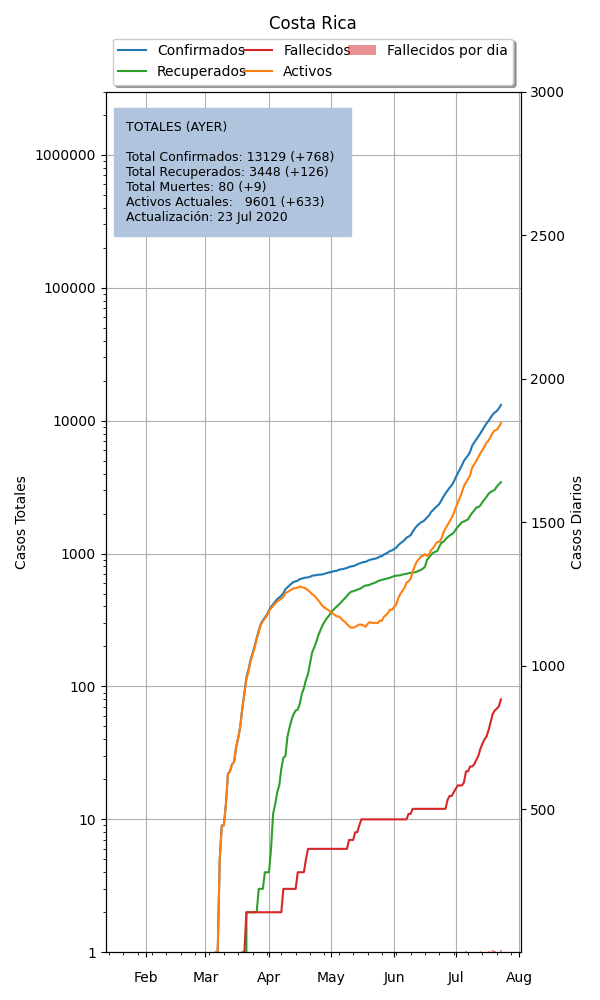 Costa Rica
Confirmados Fallecidos Fallecidos por dia
Recuperados Activos
TOTALES (AYER)
Total Confirmados: 13129 (+768)
Total Recuperados: 3448 (+126)
Total Muertes: 80 (+9)
Activos Actuales: 9601 (+633)
Actualización: 23 Jul 2020
Casos Totales
1000000
100000
10000
1000
100
10
1
3000
2500
2000
1500
1000
500
Casos Diarios
Feb Mar Apr May Jun Jul Aug